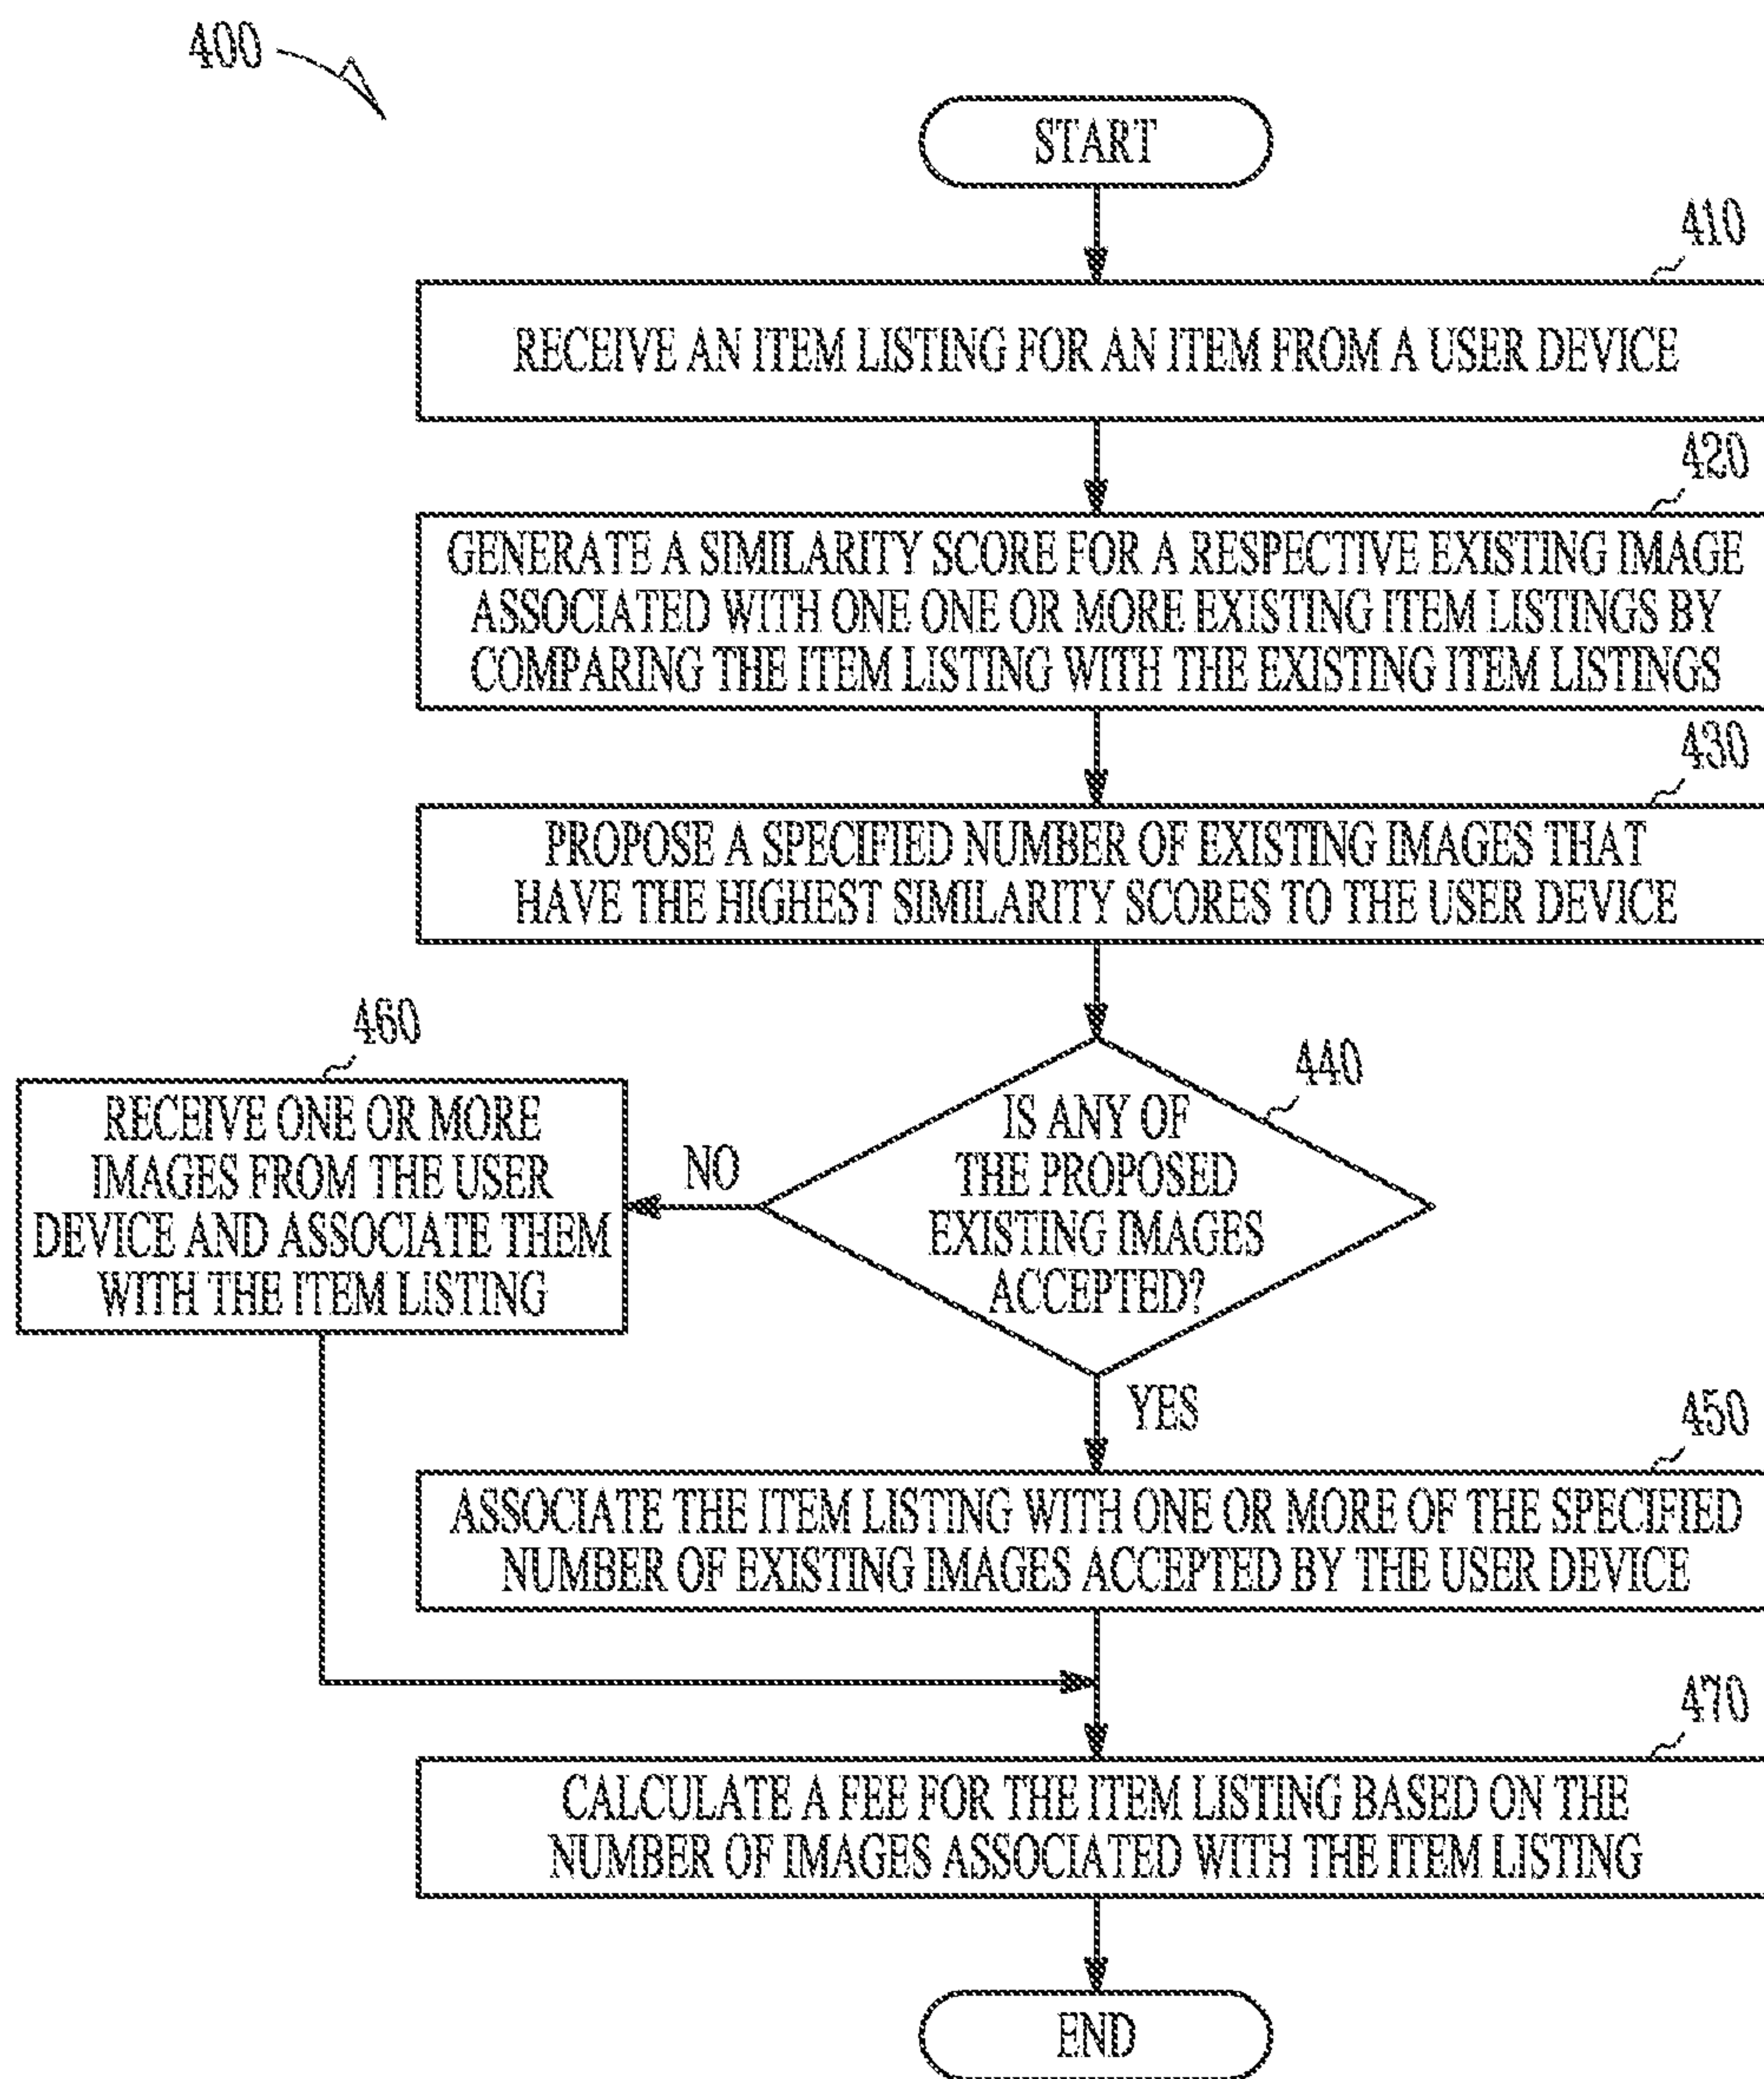 400
START
410
RECEIVE AN ITEM LISTING FOR AN ITEM FROM A USER DEVICE
420
GENERATE A SIMILARITY SCORE FOR A RESPECTIVE EXISTING IMAGE
ASSOCIATED WITH ONE ONE OR MORE EXISTING ITEM LISTINGS BY
COMPARING THE ITEM LISTING WITH THE EXISTING ITEM LISTINGS
430
PROPOSE A SPECIFIED NUMBER OF EXISTING IMAGES THAT
HAVE THE HIGHEST SIMILARITY SCORES TO THE USER DEVICE
440
IS ANY OF
THE PROPOSED
EXISTING IMAGES
ACCEPTED?
NO
460
RECEIVE ONE OR MORE
IMAGES FROM THE USER
DEVICE AND ASSOCIATE THEM
WITH THE ITEM LISTING
YES
450
ASSOCIATE THE ITEM LISTING WITH ONE OR MORE OF THE SPECIFIED
NUMBER OF EXISTING IMAGES ACCEPTED BY THE USER DEVICE
470
CALCULATE A FEE FOR THE ITEM LISTING BASED ON THE
NUMBER OF IMAGES ASSOCIATED WITH THE ITEM LISTING
END